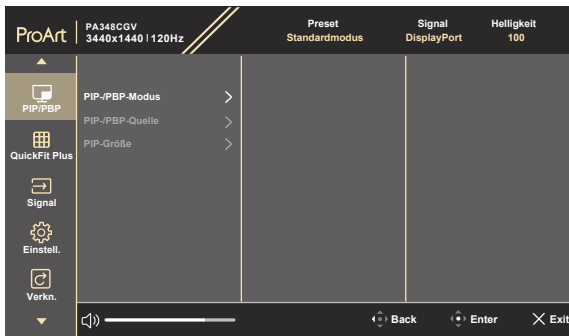 ProArt
PA348CGV
3440x1440 | 120Hz
Preset
Standardmodus
Signal
DisplayPort
Helligkeit
100
PIP/PBP
QuickFit Plus
Signal
Einstell.
Verkn.
PIP-/PBP-Modus
PIP-/PBP-Quelle
PIP-Größe
Back
Enter
Exit